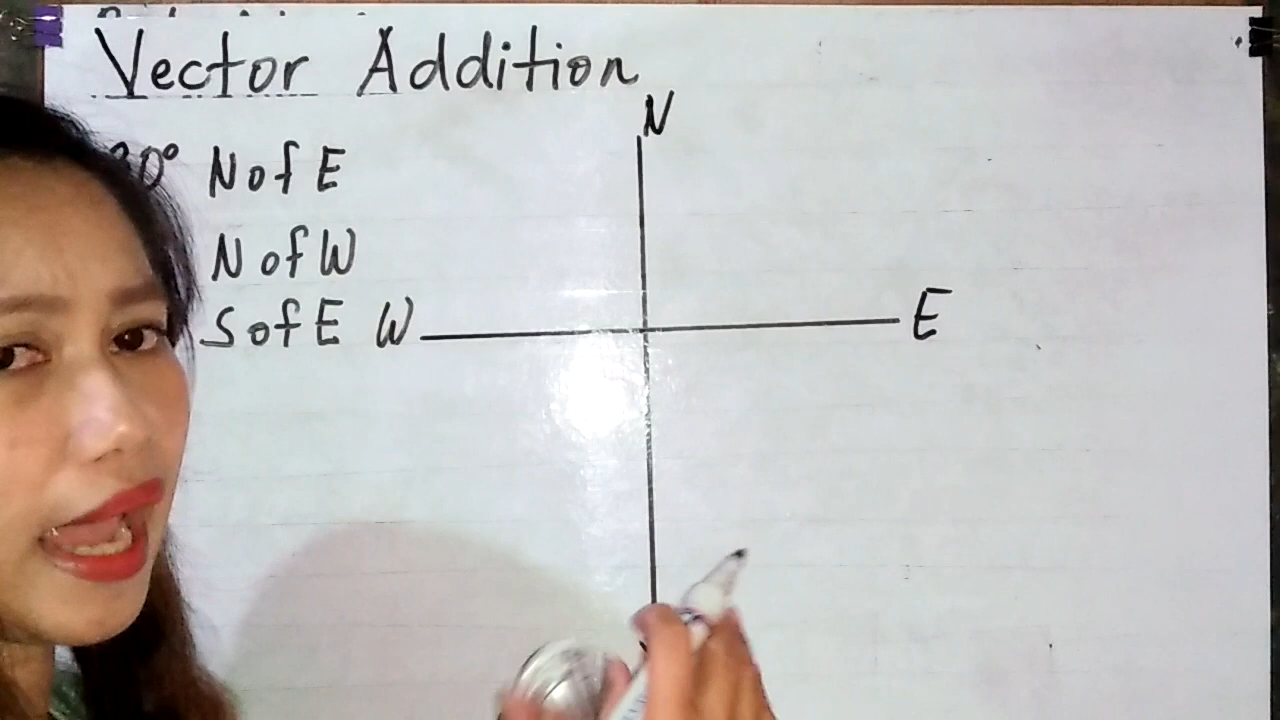 Vector Addition
N
N of E
N of W
S of E
W
E